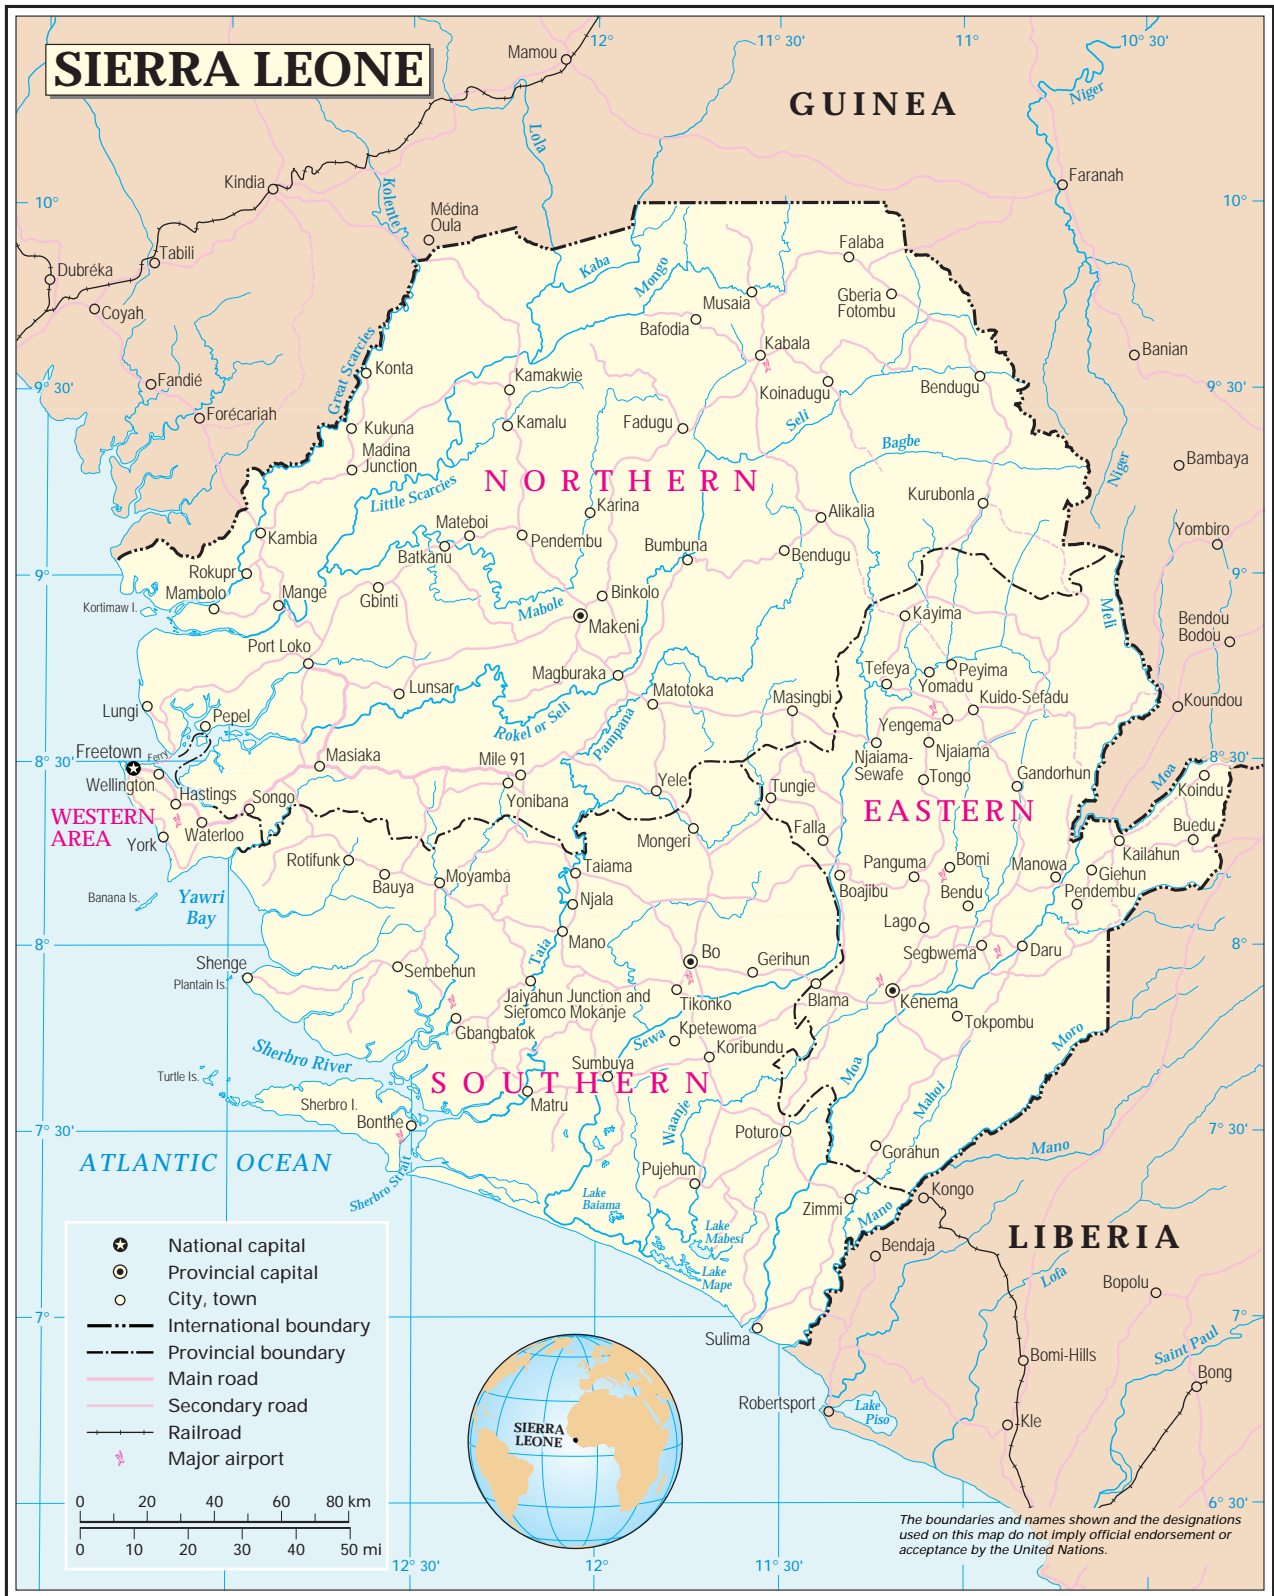 SIERRA LEONE
12°
11° 30'
11°
10° 30'
Mamou
GUINEA
Niger
Lola
Kindia
Kolente
Faranah
10°
10°
Médina
Oula
Tabili
Dubréka
Coyah
Falaba
Kaba
Mongo
Musaia
Gberia
Fotombu
Bafodia
Kabala
Banian
Great Scarcies
Konta
Kamakwie
Koinadugu
Bendugu
Fandié
9° 30'
9° 30'
Forécariah
Kukuna
Kamalu
Fadugu
Seli
Bagbe
Madina
Junction
NORTHERN
Niger
Bambaya
Little Scarcies
Kurubonla
Karina
Alikalia
Mateboi
Kambia
Batkanu
Pendembu
Bumbuna
Bendugu
Yombiro
9°
9°
Rokupr
Mambolo
Mange
Gbinti
Mabole
Binkolo
Kortimaw I.
Makeni
Kayima
Meli
Bendou
Bodou
Port Loko
Magburaka
Tefeya
Peyima
Yomadu
Lunsar
Matotoka
Masingbi
Kuido-Sefadu
Koundou
Lungi
Pepel
Rokel or Seli
Pampana
Yengema
Freetown
Ferry
Masiaka
Mile 91
Njaiama-
Sewafe
Njaiama
8° 30'
8° 30'
Wellington
Yele
Tungie
Tongo
Gandorhun
Moa
Koindu
Hastings
Songo
Yonibana
WESTERN
AREA
EASTERN
Waterloo
York
Mongeri
Falla
Buedu
Rotifunk
Taiama
Panguma
Bomi
Manowa
Kailahun
Giehun
Bauya
Moyamba
Boajibu
Bendu
Pendembu
Banana Is.
Yawri
Bay
Njala
Lago
8°
8°
Mano
Bo
Segbwema
Daru
Taia
Gerihun
Shenge
Sembehun
Plantain Is.
Jaiyahun Junction and
Sieromco Mokanje
Tikonko
Blama
Kenema
Gbangbatok
Kpetewoma
Tokpombu
Sewa
Koribundu
Moro
Sherbro River
Sumbuya
Moa
Turtle Is.
SOUTHERN
Mahoi
Sherbro I.
Matru
Bonthe
Waanje
Poturo
7° 30'
7° 30'
Gorahun
Mano
ATLANTIC OCEAN
Sherbro Strait
Pujehun
Kongo
Lake
Baiama
Zimmi
Mano
Lake
Mabesi
Bendaja
LIBERIA
Lake
Mape
Lofa
Bopolu
7°
7°
Sulima
Saint Paul
Bomi-Hills
Bong
Robertsport
Lake
Piso
Kle
6° 30'
National capital
Provincial capital
City, town
International boundary
Provincial boundary
Main road
Secondary road
Railroad
Major airport
0 20 40 60 80 km
0 10 20 30 40 50 mi
SIERRA
LEONE
12° 30'
12°
11° 30'
The boundaries and names shown and the designations
used on this map do not imply official endorsement or
acceptance by the United Nations.